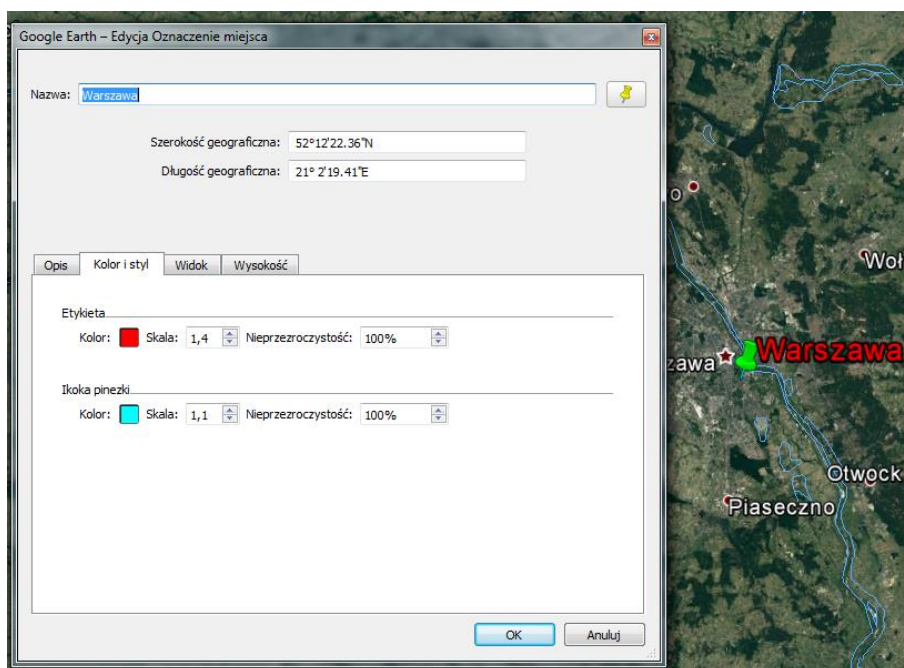 Google Earth – Edycja Oznaczenie miejsca
Nazwa: Warszawa
Szerokość geograficzna: 52°12'22.36"N
Długość geograficzna: 21° 2'19.41"E
Opis Kolor i styl Widok Wysokość
Etykieta
Kolor: Skala: 1,4 Nieprzezroczystość: 100%
Ikoka pinezki
Kolor: Skala: 1,1 Nieprzezroczystość: 100%
OK Anuluj
o
Woł
zawa Warszawa
Otwock
Piaseczno